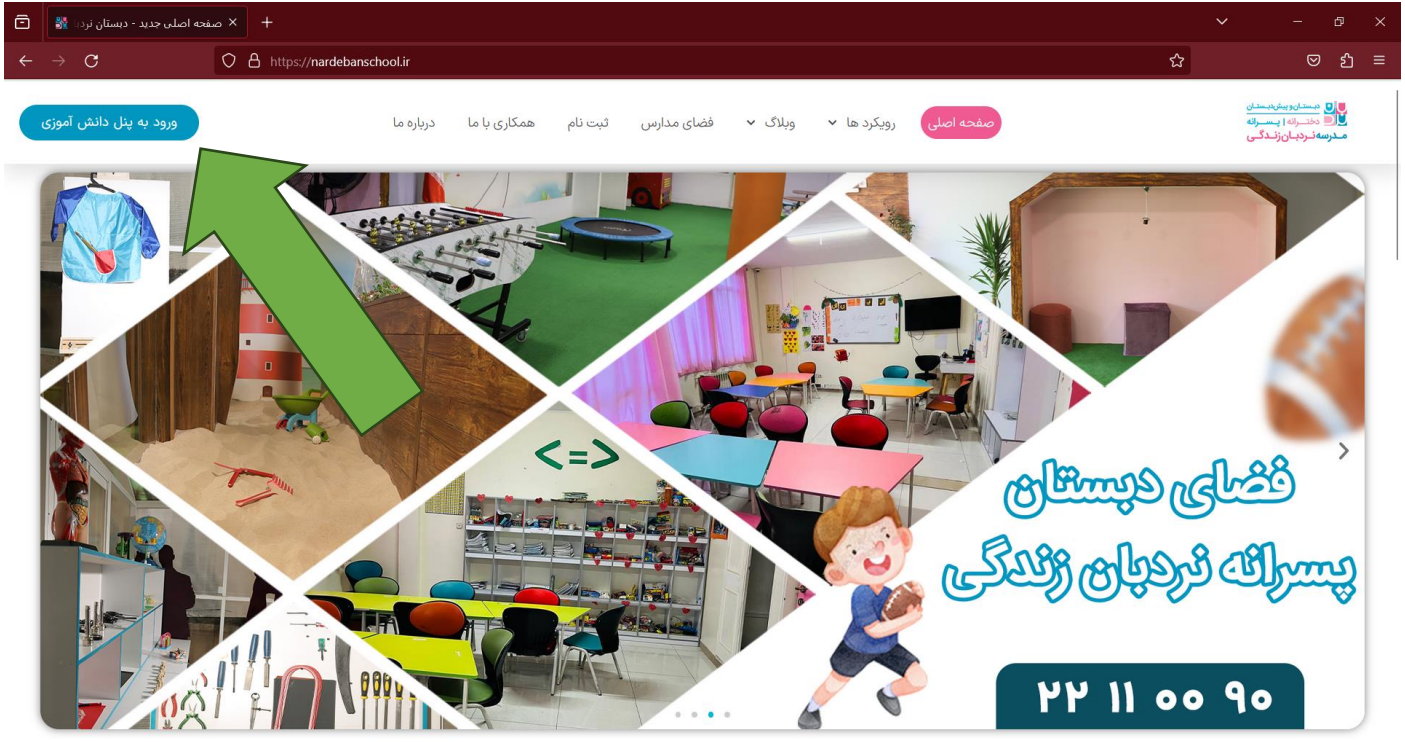 صفحه اصلی جدید - دبستان نردبا
https://nardebanschool.ir
دبستان و پیش‌دبستان
دخترانه | پسرانه
مدرسه نردبان زندگی
صفحه اصلی
رویکرد ها
وبلاگ
فضای مدارس
ثبت نام
همکاری با ما
درباره ما
ورود به پنل دانش آموزی
<=>
فضای دبستان
پسرانه نردبان زندگی
۲۲ ۱۱ ۰۰ ۹۰